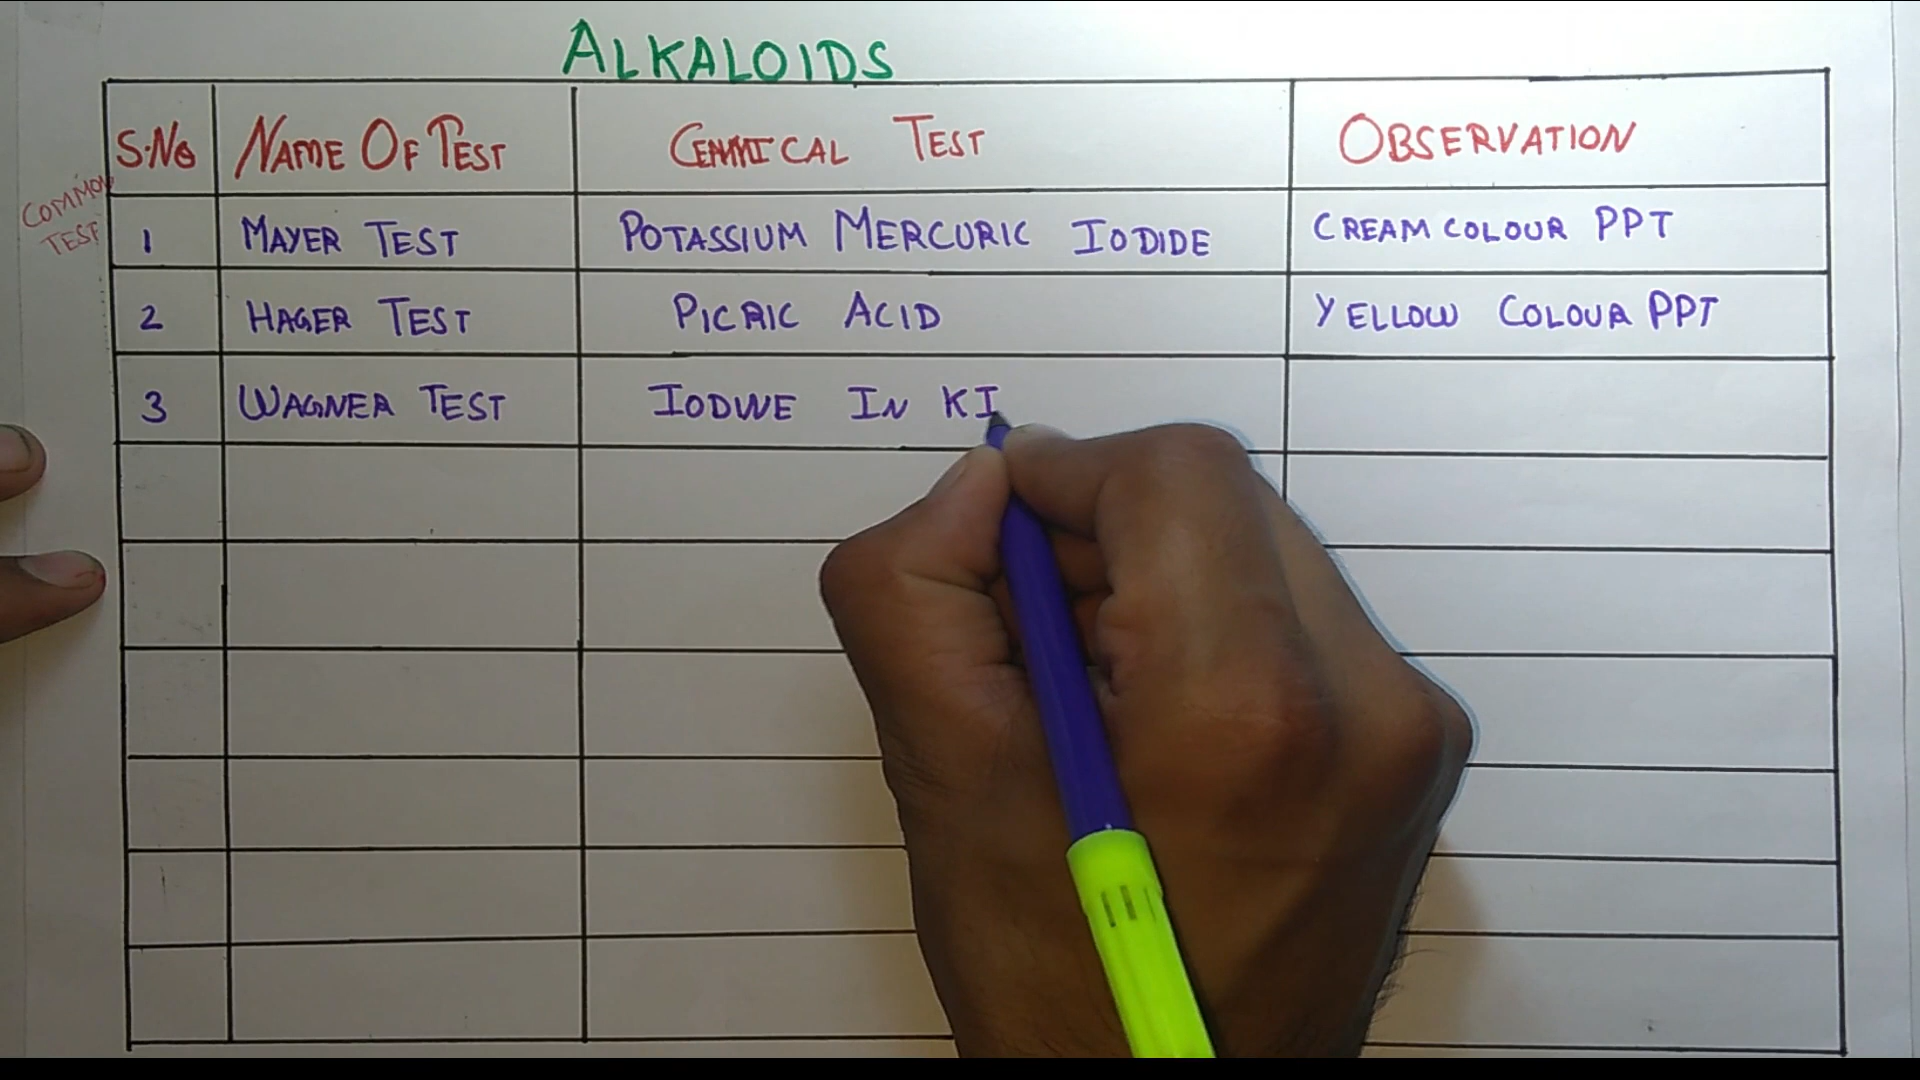 ALKALOIDS
S.No NAME OF TEST CEMMICAL TEST OBSERVATION
COMMON
TEST
1 MAYER TEST POTASSIUM MERCURIC IODIDE CREAM COLOUR PPT
2 HAGER TEST PICRIC ACID YELLOW COLOUR PPT
3 WAGNER TEST IODINE IN KI